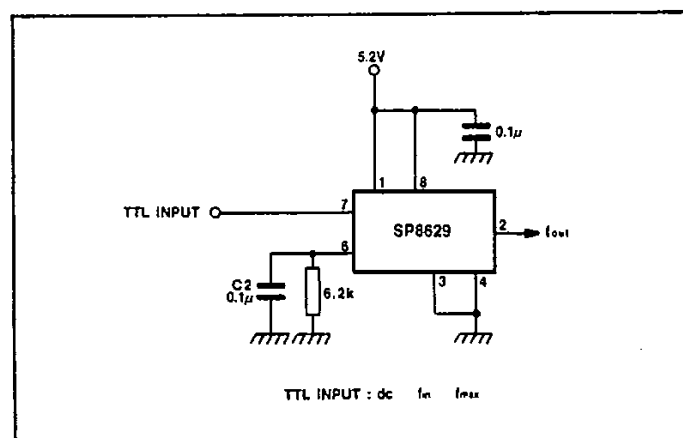 5.2V
0.1µ
1 8
TTL INPUT
7
SP8629
2
fout
6
3 4
C2
0.1µ
6.2k
TTL INPUT : dc fin fmax